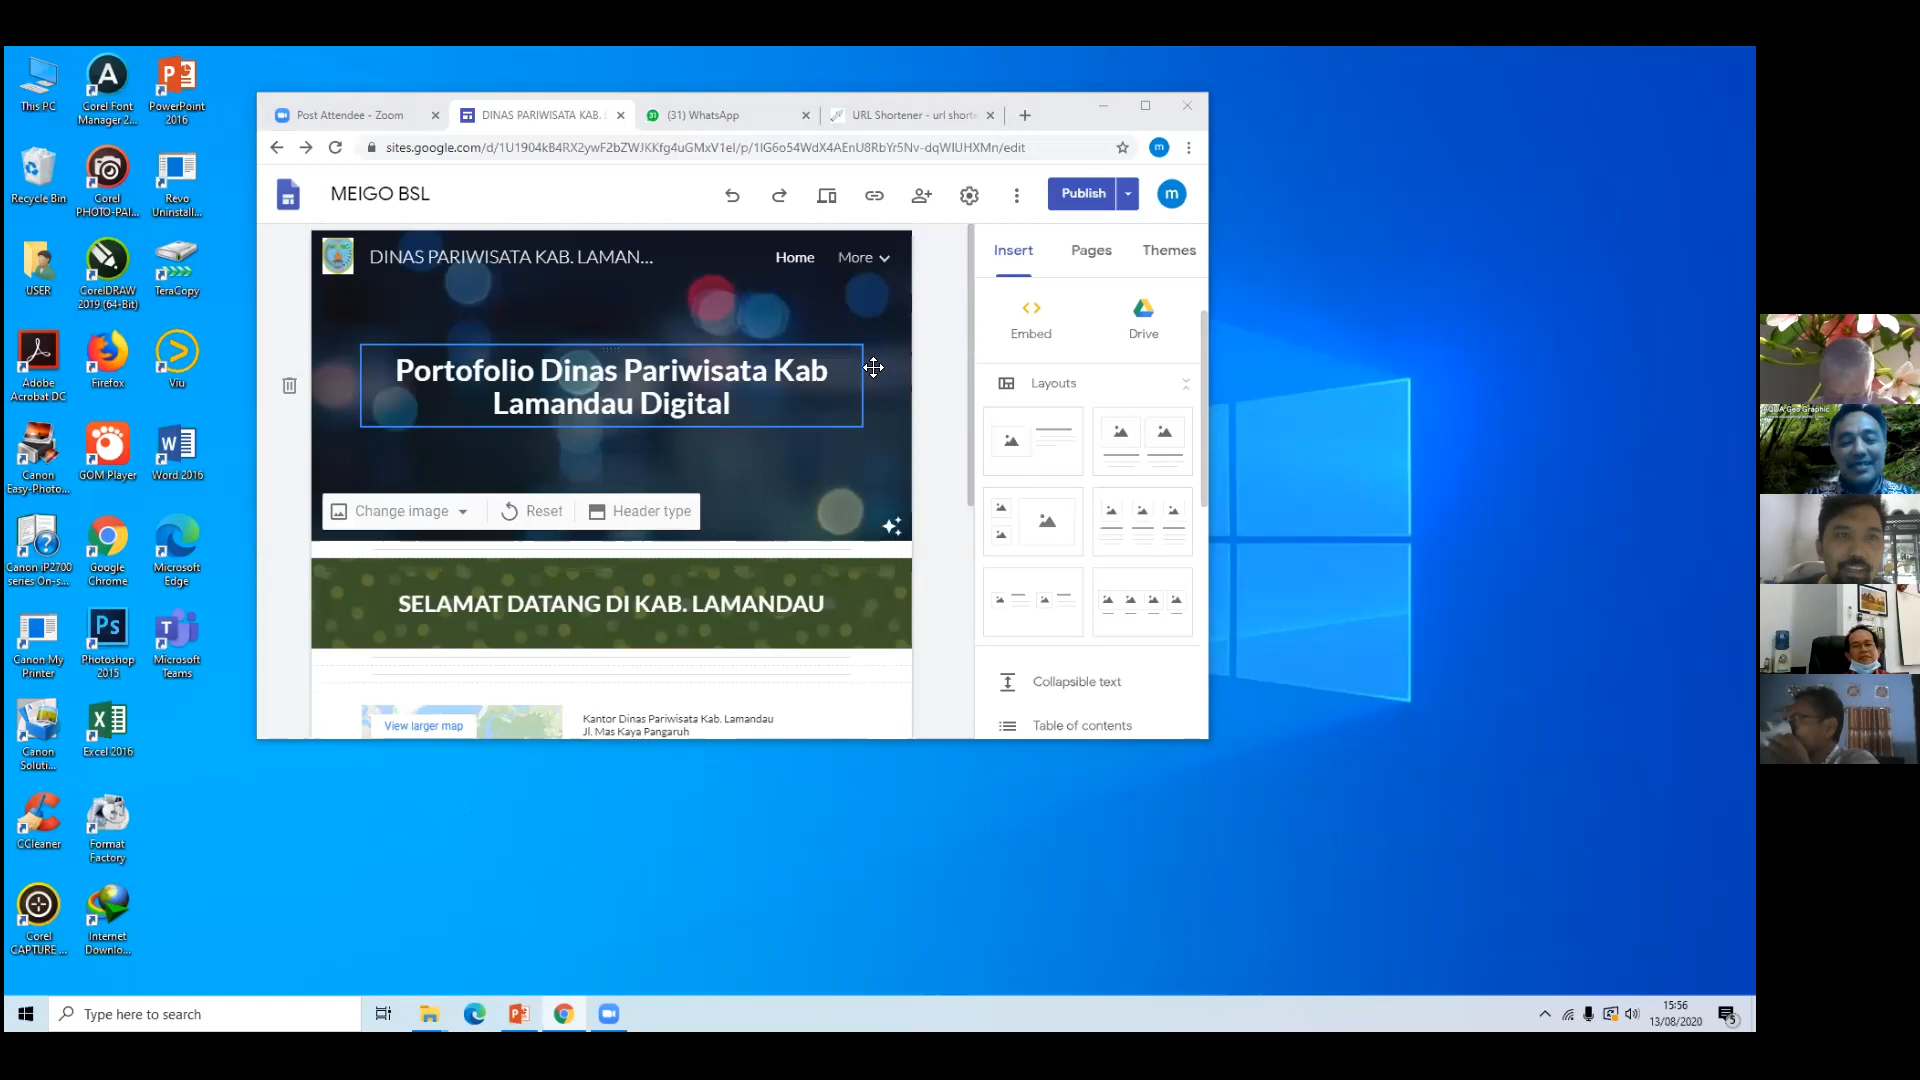 This PC
Corel Font
Manager 2...
PowerPoint
2016
Recycle Bin
Corel
PHOTO-PAI...
Revo
Uninstall...
USER
CorelDRAW
2019 (64-Bit)
TeraCopy
Adobe
Acrobat DC
Firefox
Viu
Canon
Easy-Photo...
GOM Player
Word 2016
Canon iP2700
series On-s...
Google
Chrome
Microsoft
Edge
Canon My
Printer
Photoshop
2015
Microsoft
Teams
Canon
Soluti...
Excel 2016
CCleaner
Format
Factory
Corel
CAPTURE ...
Internet
Downlo...
Post Attendee - Zoom
DINAS PARIWISATA KAB. L
(31) WhatsApp
URL Shortener - url shorte
sites.google.com/d/1U1904kB4RX2ywF2bZWJKKfg4uGMxV1eI/p/1IG6o54WdX4AEnU8RbYr5Nv-dqWIUHXMn/edit
m
MEIGO BSL
Publish
m
DINAS PARIWISATA KAB. LAMAN...
Home
More
Portofolio Dinas Pariwisata Kab
Lamandau Digital
Change image
Reset
Header type
SELAMAT DATANG DI KAB. LAMANDAU
View larger map
Kantor Dinas Pariwisata Kab. Lamandau
Jl. Mas Kaya Pangaruh
Insert
Pages
Themes
Embed
Drive
Layouts
Collapsible text
Table of contents
Type here to search
15:56
13/08/2020
5